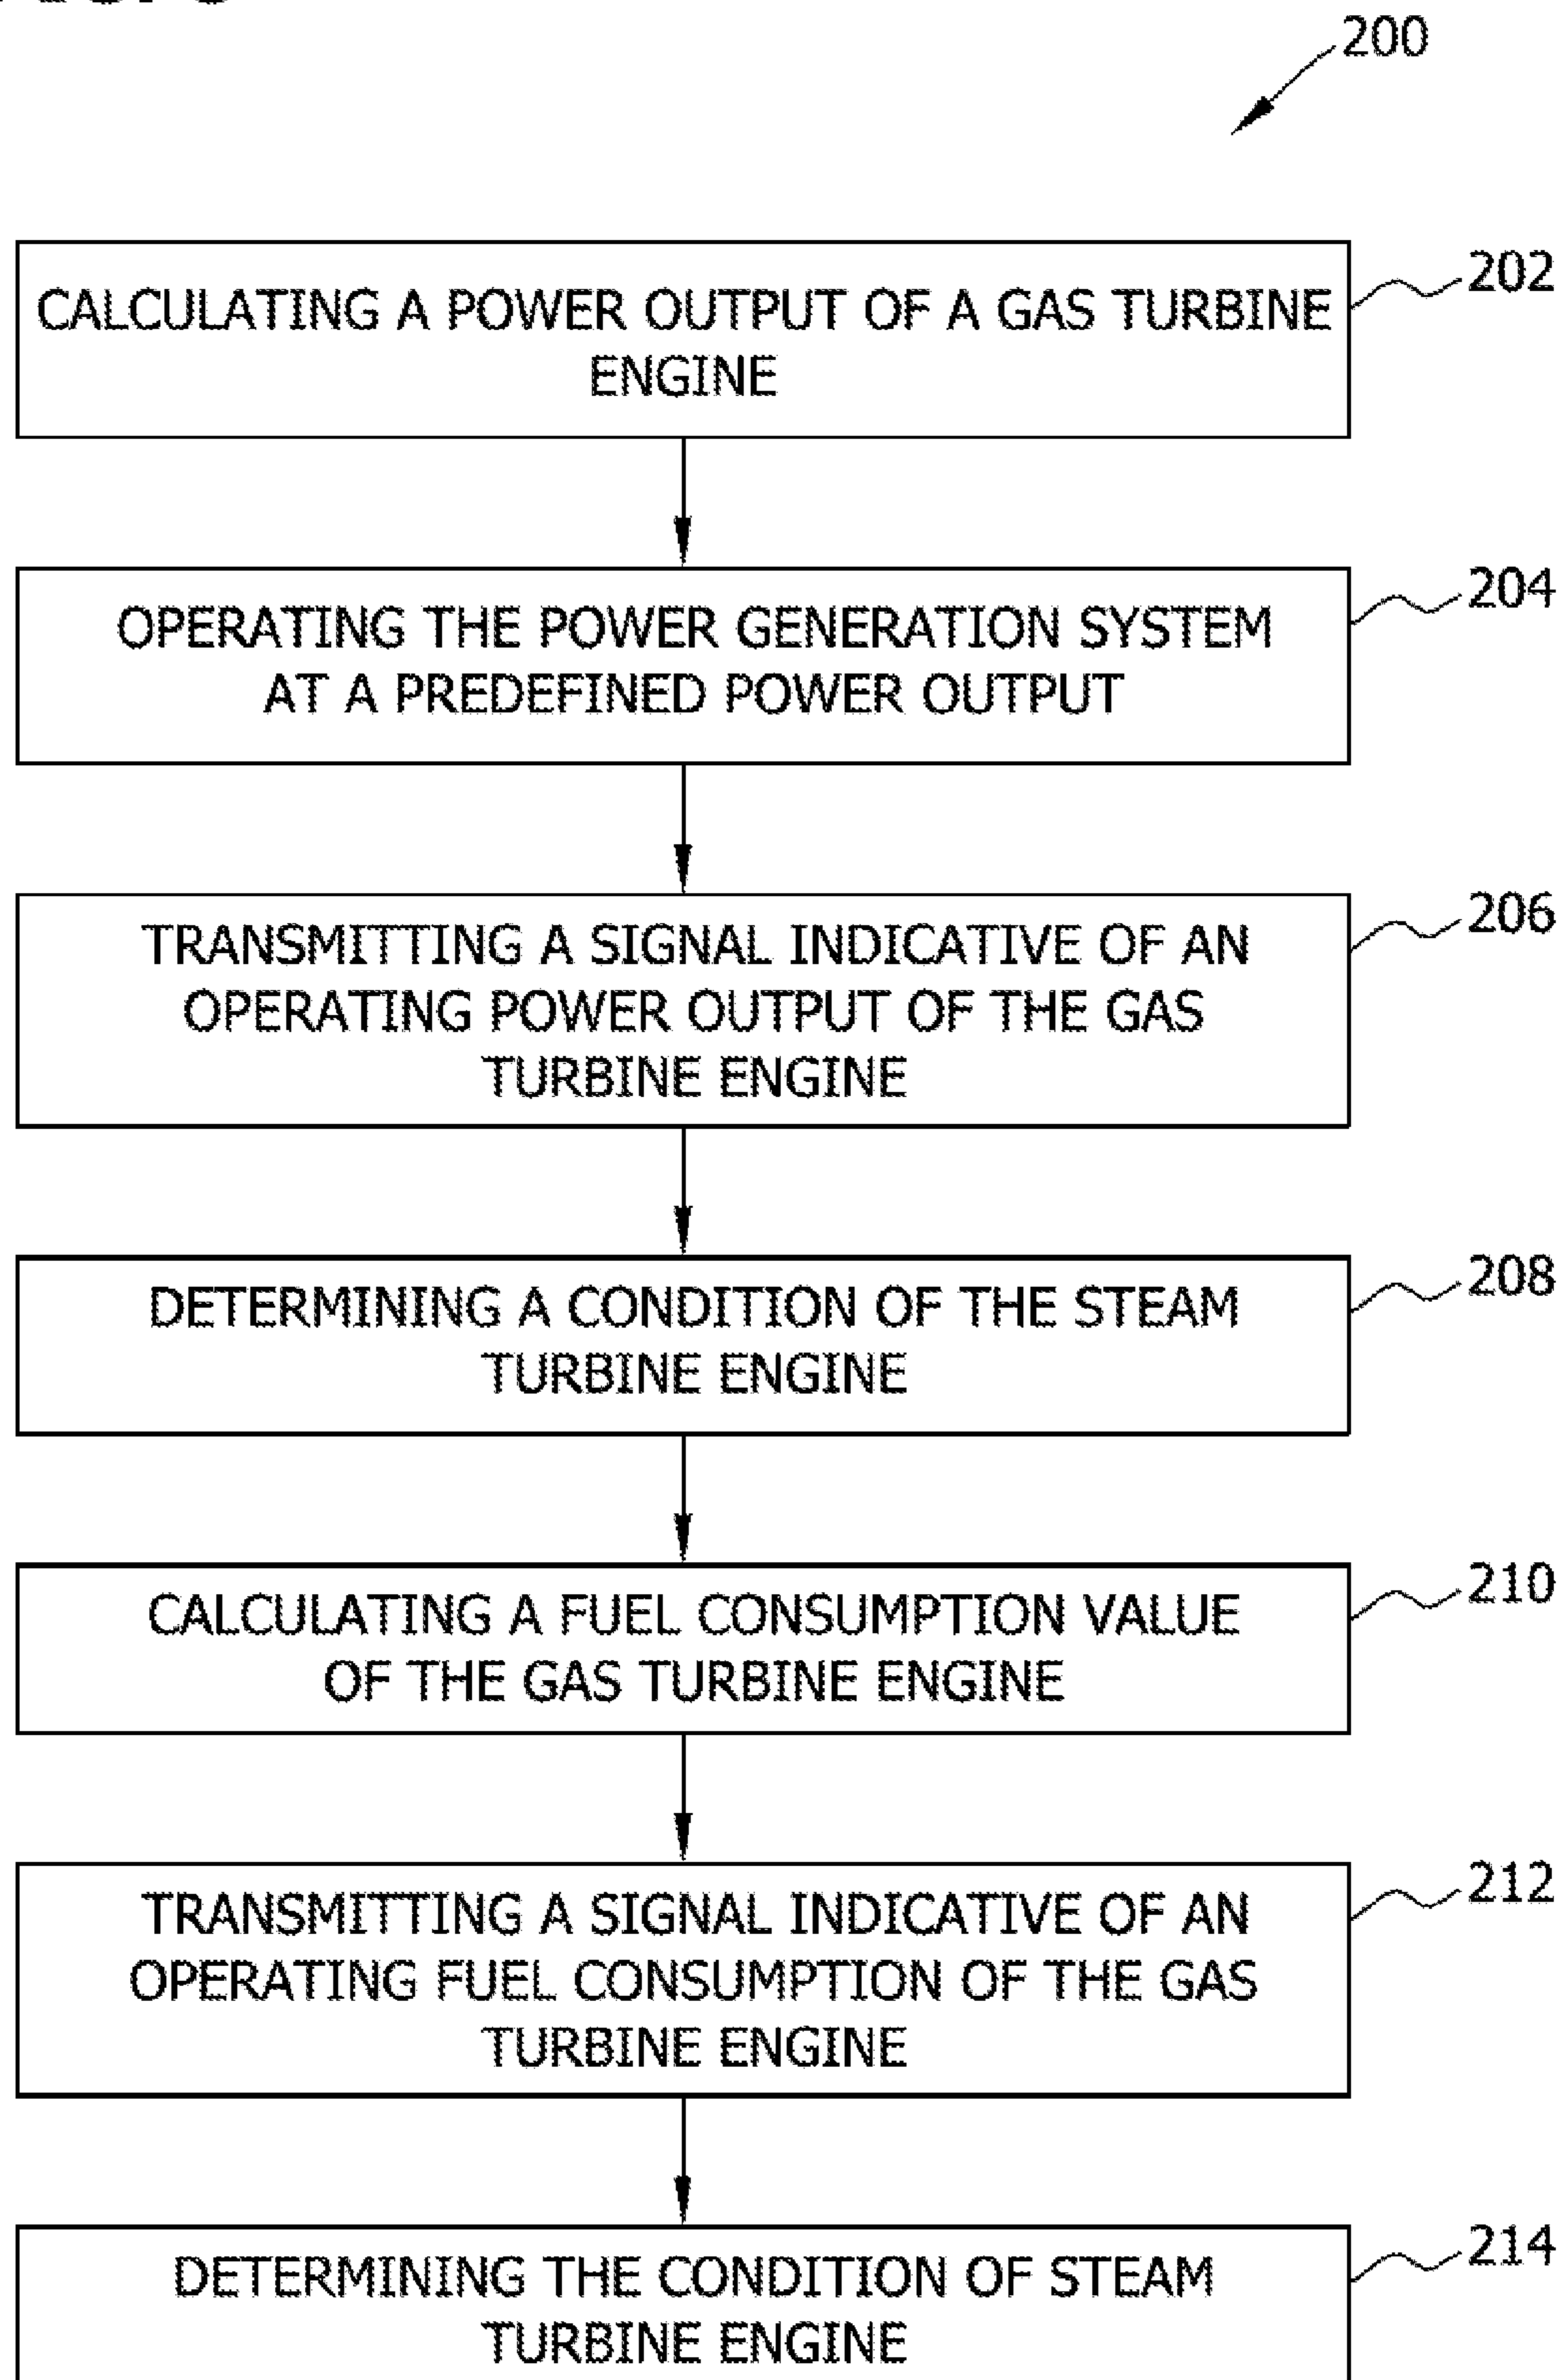 200
CALCULATING A POWER OUTPUT OF A GAS TURBINE
ENGINE
202
OPERATING THE POWER GENERATION SYSTEM
AT A PREDEFINED POWER OUTPUT
204
TRANSMITTING A SIGNAL INDICATIVE OF AN
OPERATING POWER OUTPUT OF THE GAS
TURBINE ENGINE
206
DETERMINING A CONDITION OF THE STEAM
TURBINE ENGINE
208
CALCULATING A FUEL CONSUMPTION VALUE
OF THE GAS TURBINE ENGINE
210
TRANSMITTING A SIGNAL INDICATIVE OF AN
OPERATING FUEL CONSUMPTION OF THE GAS
TURBINE ENGINE
212
DETERMINING THE CONDITION OF STEAM
TURBINE ENGINE
214